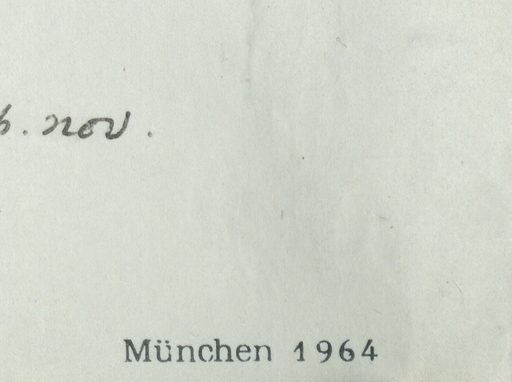 . nov.
München 1964